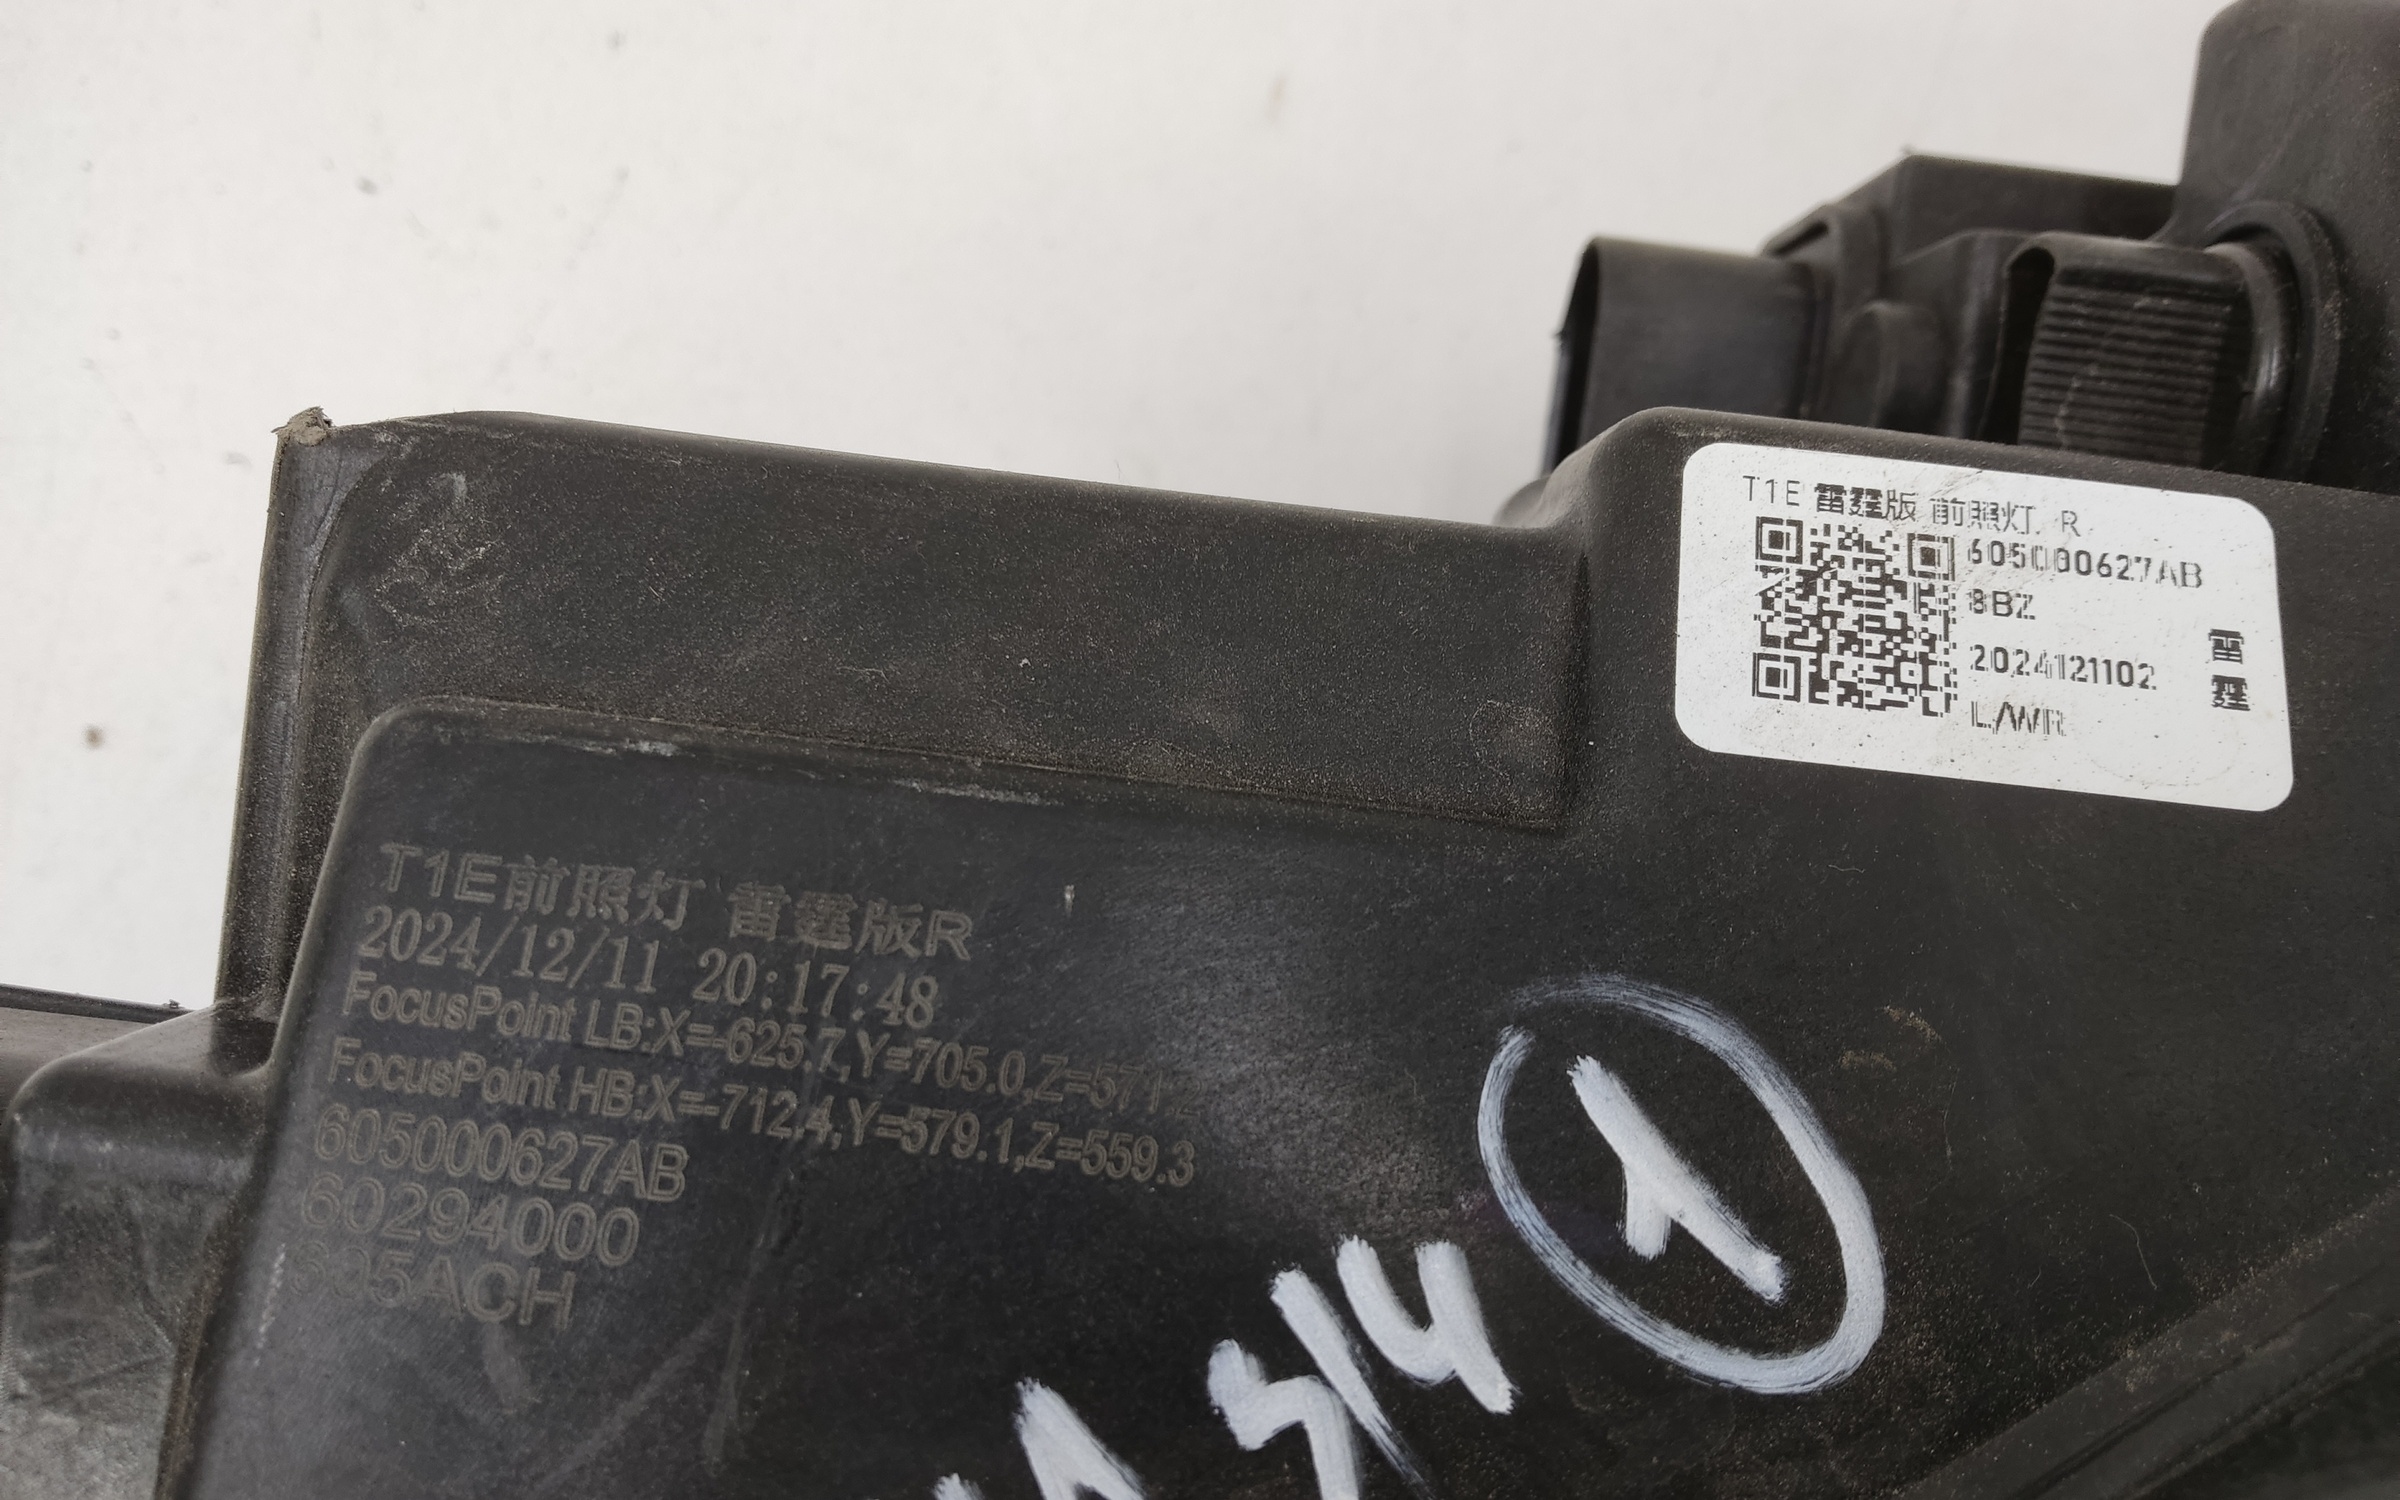 T1E 雷霆版 前照灯 R
605000627AB
8BZ
2024121102
L/WR
雷霆
T1E前照灯 雷霆版R
2024/12/11 20:17:48
FocusPoint LB:X=-625.7,Y=705.0,Z=571.2
FocusPoint HB:X=-712.4,Y=579.1,Z=559.3
605000627AB
60294000
605ACH
1